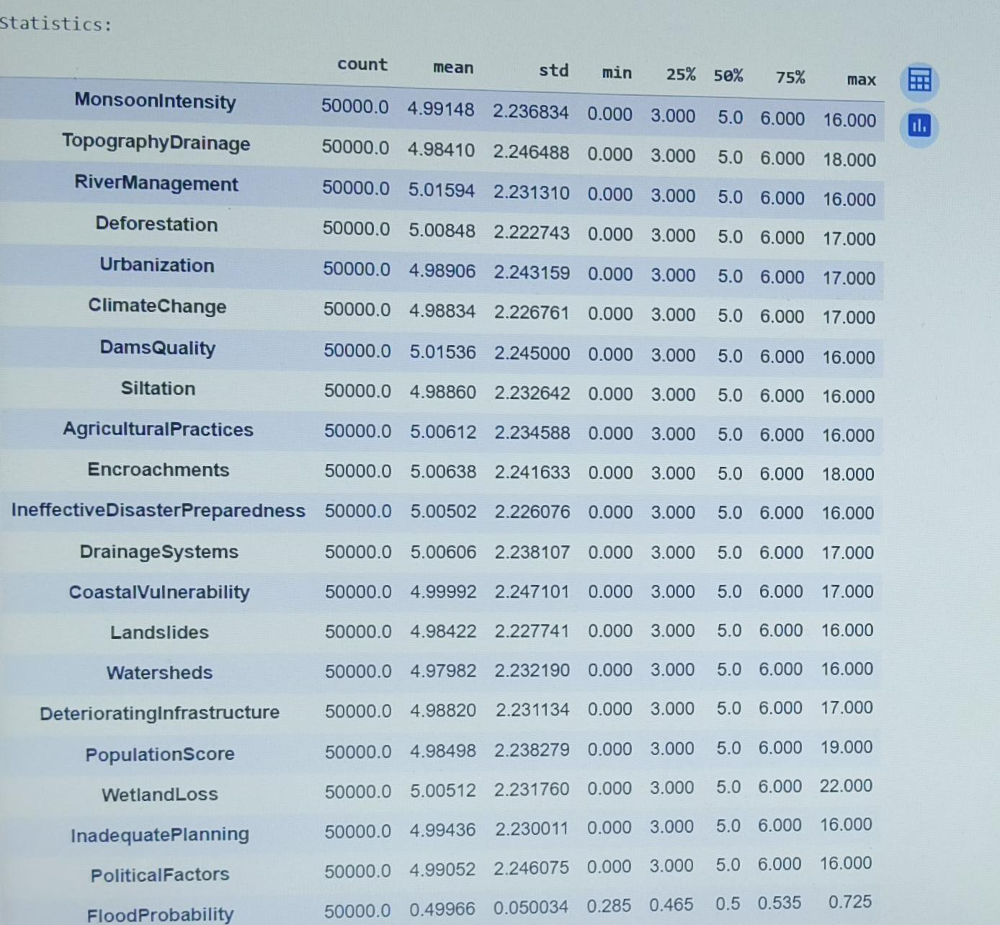 Statistics:
count mean std min 25% 50% 75% max
MonsoonIntensity 50000.0 4.99148 2.236834 0.000 3.000 5.0 6.000 16.000
TopographyDrainage 50000.0 4.98410 2.246488 0.000 3.000 5.0 6.000 18.000
RiverManagement 50000.0 5.01594 2.231310 0.000 3.000 5.0 6.000 16.000
Deforestation 50000.0 5.00848 2.222743 0.000 3.000 5.0 6.000 17.000
Urbanization 50000.0 4.98906 2.243159 0.000 3.000 5.0 6.000 17.000
ClimateChange 50000.0 4.98834 2.226761 0.000 3.000 5.0 6.000 17.000
DamsQuality 50000.0 5.01536 2.245000 0.000 3.000 5.0 6.000 16.000
Siltation 50000.0 4.98860 2.232642 0.000 3.000 5.0 6.000 16.000
AgriculturalPractices 50000.0 5.00612 2.234588 0.000 3.000 5.0 6.000 16.000
Encroachments 50000.0 5.00638 2.241633 0.000 3.000 5.0 6.000 18.000
IneffectiveDisasterPreparedness 50000.0 5.00502 2.226076 0.000 3.000 5.0 6.000 16.000
DrainageSystems 50000.0 5.00606 2.238107 0.000 3.000 5.0 6.000 17.000
CoastalVulnerability 50000.0 4.99992 2.247101 0.000 3.000 5.0 6.000 17.000
Landslides 50000.0 4.98422 2.227741 0.000 3.000 5.0 6.000 16.000
Watersheds 50000.0 4.97982 2.232190 0.000 3.000 5.0 6.000 16.000
DeterioratingInfrastructure 50000.0 4.98820 2.231134 0.000 3.000 5.0 6.000 17.000
PopulationScore 50000.0 4.98498 2.238279 0.000 3.000 5.0 6.000 19.000
WetlandLoss 50000.0 5.00512 2.231760 0.000 3.000 5.0 6.000 22.000
InadequatePlanning 50000.0 4.99436 2.230011 0.000 3.000 5.0 6.000 16.000
PoliticalFactors 50000.0 4.99052 2.246075 0.000 3.000 5.0 6.000 16.000
FloodProbability 50000.0 0.49966 0.050034 0.285 0.465 0.5 0.535 0.725